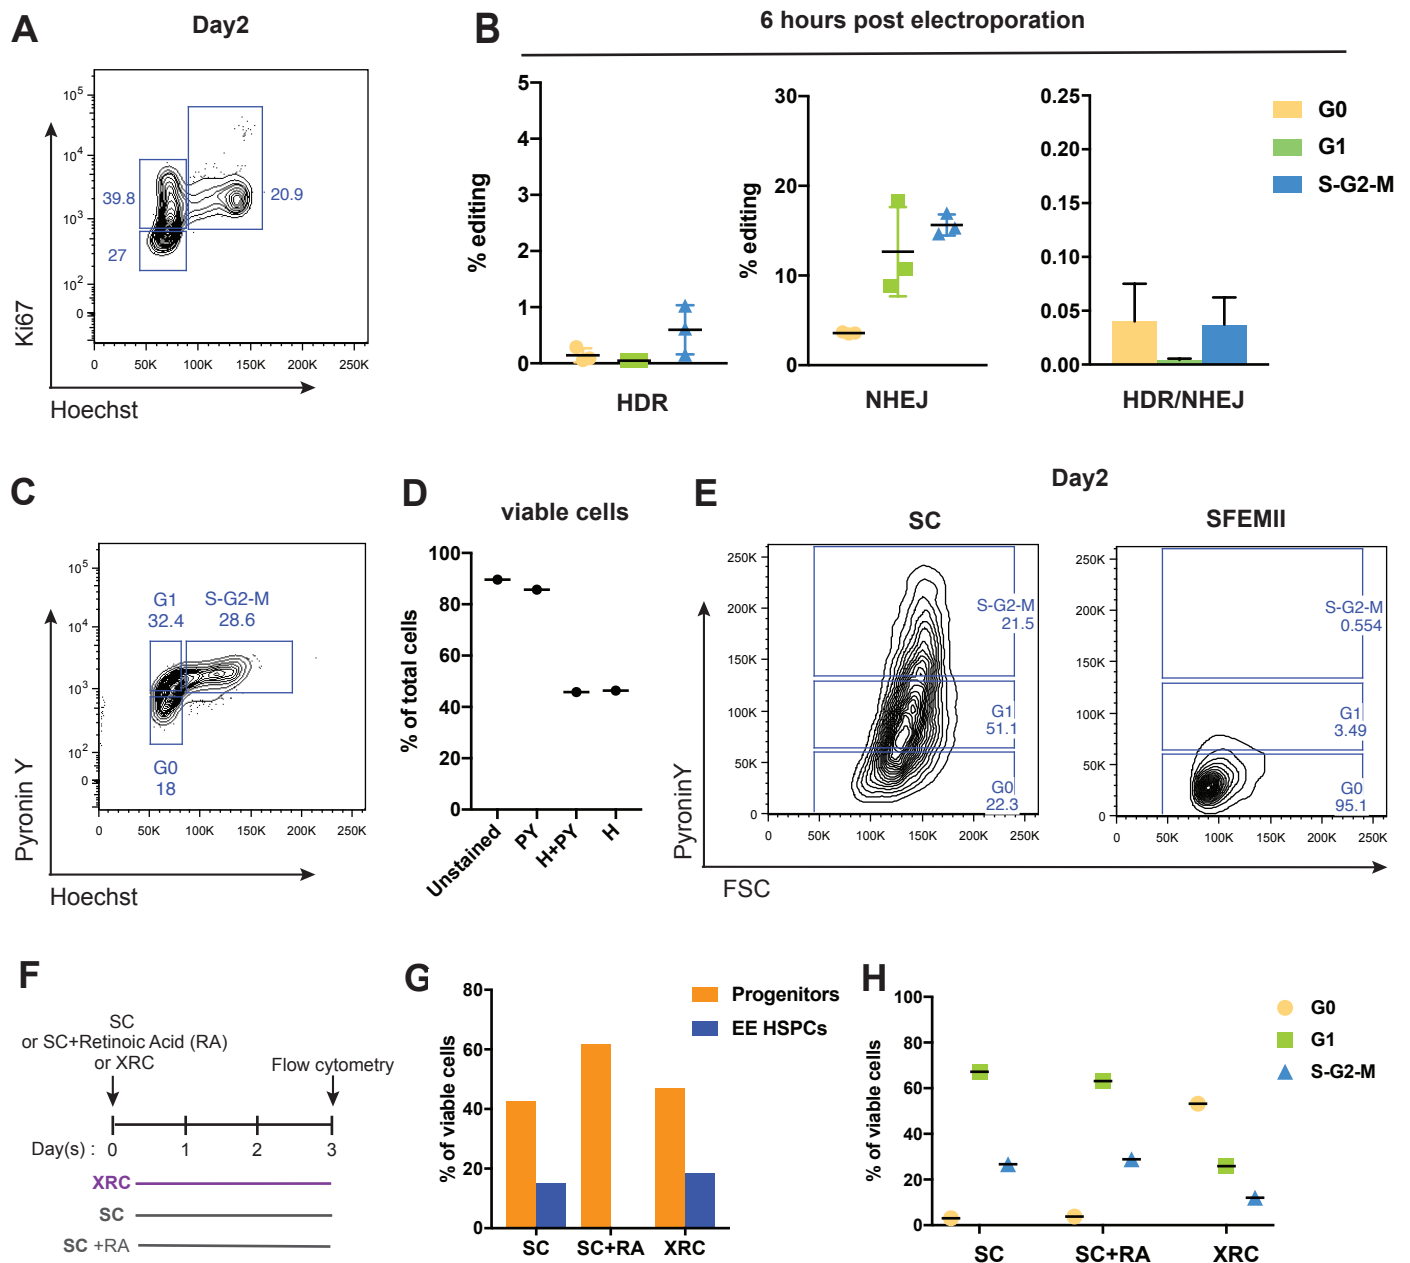 A
Day2
10^5
10^4
10^3
10^2
0
39.8
27
20.9
0
50K
100K
150K
200K
250K
Ki67
Hoechst
B
6 hours post electroporation
% editing
5
4
3
2
1
0
HDR
% editing
30
20
10
0
NHEJ
0.25
0.20
0.15
0.10
0.05
0.00
HDR/NHEJ
G0
G1
S-G2-M
C
10^5
10^4
10^3
10^2
0
G1
32.4
S-G2-M
28.6
G0
18
0
50K
100K
150K
200K
250K
Pyronin Y
Hoechst
D
viable cells
% of total cells
100
80
60
40
20
0
Unstained
PY
H+PY
H
E
Day2
SC
250K
200K
150K
100K
50K
0
S-G2-M
21.5
G1
51.1
G0
22.3
0
50K
100K
150K
200K
250K
SFEMII
250K
200K
150K
100K
50K
0
S-G2-M
0.554
G1
3.49
G0
95.1
0
50K
100K
150K
200K
250K
PyroninY
FSC
F
SC
or SC+Retinoic Acid (RA)
or XRC
Flow cytometry
Day(s) : 0 1 2 3
XRC
SC
SC +RA
G
% of viable cells
80
60
40
20
0
SC
SC+RA
XRC
Progenitors
EE HSPCs
H
% of viable cells
100
80
60
40
20
0
SC
SC+RA
XRC
G0
G1
S-G2-M